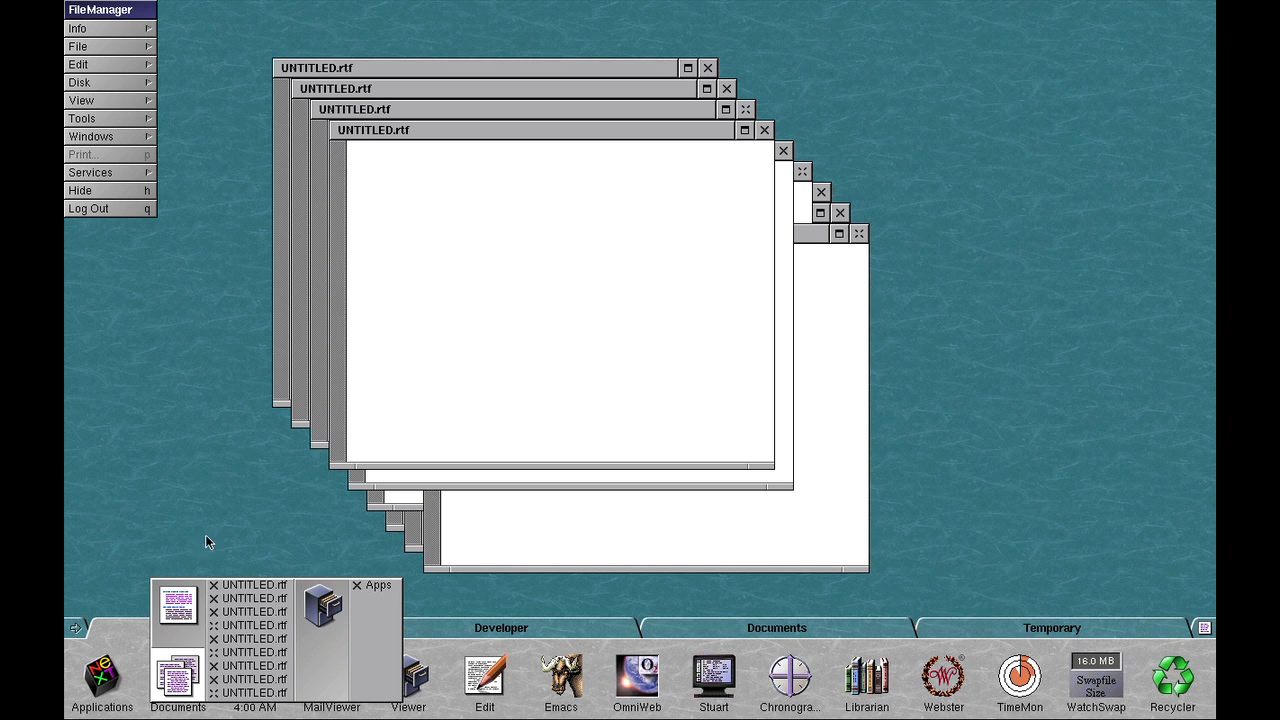 FileManager
Info
File
Edit
Disk
View
Tools
Windows
Print... p
Services
Hide h
Log Out q
UNTITLED.rtf
UNTITLED.rtf
UNTITLED.rtf
UNTITLED.rtf
UNTITLED.rtf
UNTITLED.rtf
UNTITLED.rtf
UNTITLED.rtf
UNTITLED.rtf
UNTITLED.rtf
UNTITLED.rtf
UNTITLED.rtf
UNTITLED.rtf
Apps
Developer
Documents
Temporary
16.0 MB
Swapfile
Size
Applications
Documents
4:00 AM
MailViewer
Viewer
Edit
Emacs
OmniWeb
Stuart
Chronogra...
Librarian
Webster
TimeMon
WatchSwap
Recycler